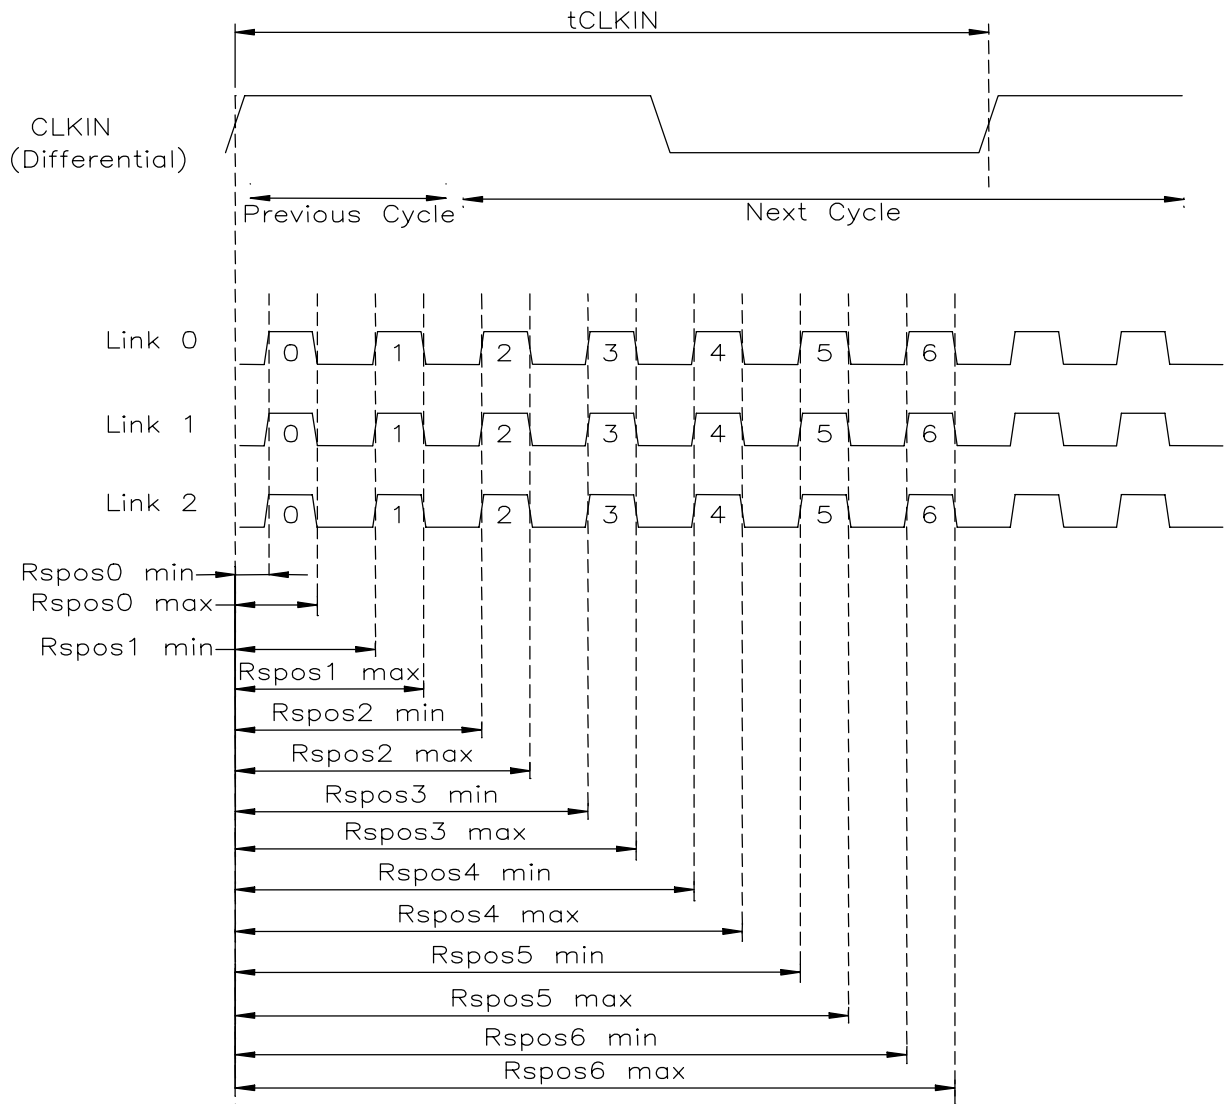 tCLKIN
CLKIN
(Differential)
Previous Cycle
Next Cycle
Link 0
0 1 2 3 4 5 6
Link 1
0 1 2 3 4 5 6
Link 2
0 1 2 3 4 5 6
Rspos0 min
Rspos0 max
Rspos1 min
Rspos1 max
Rspos2 min
Rspos2 max
Rspos3 min
Rspos3 max
Rspos4 min
Rspos4 max
Rspos5 min
Rspos5 max
Rspos6 min
Rspos6 max